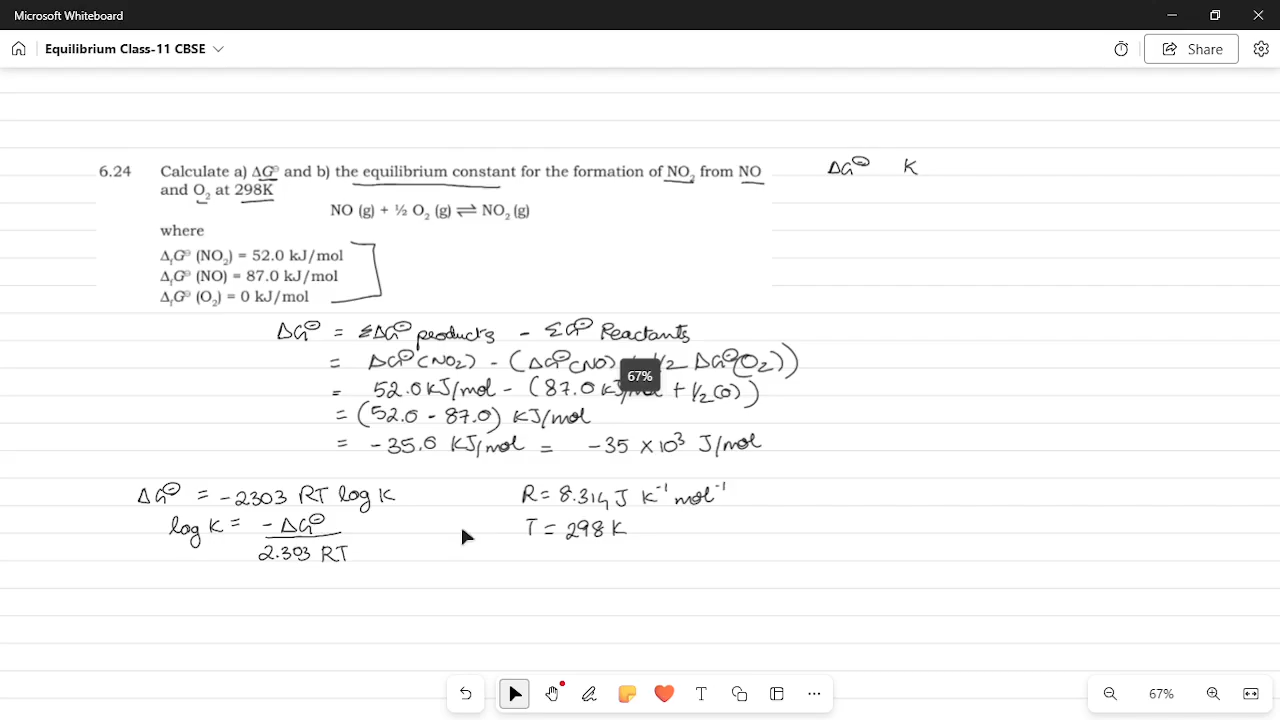 Microsoft Whiteboard
Equilibrium Class-11 CBSE
Share
6.24 Calculate a) ΔG⊖ and b) the equilibrium constant for the formation of NO₂ from NO
and O₂ at 298K
ΔG⊖ K
NO (g) + ½ O₂ (g) ⇌ NO₂ (g)
where
ΔfG⊖ (NO₂) = 52.0 kJ/mol
ΔfG⊖ (NO) = 87.0 kJ/mol
ΔfG⊖ (O₂) = 0 kJ/mol
ΔG⊖ = ΣΔG⊖ products - ΣG⊖ Reactants
= ΔG⊖(NO₂) - (ΔG⊖(NO) 1/2 ΔG⊖(O₂))
67%
= 52.0 KJ/mol - (87.0 KJ/mol + 1/2(0))
= (52.0 - 87.0) KJ/mol
= -35.0 KJ/mol = -35 × 10³ J/mol
ΔG⊖ = -2303 RT log K
R = 8.314 J K⁻¹ mol⁻¹
log K = -ΔG⊖
T = 298 K
2.303 RT
67%